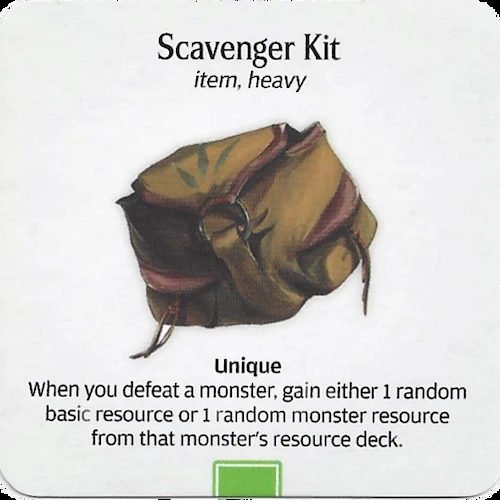 Scavenger Kit
item, heavy
Unique
When you defeat a monster, gain either 1 random
basic resource or 1 random monster resource
from that monster's resource deck.